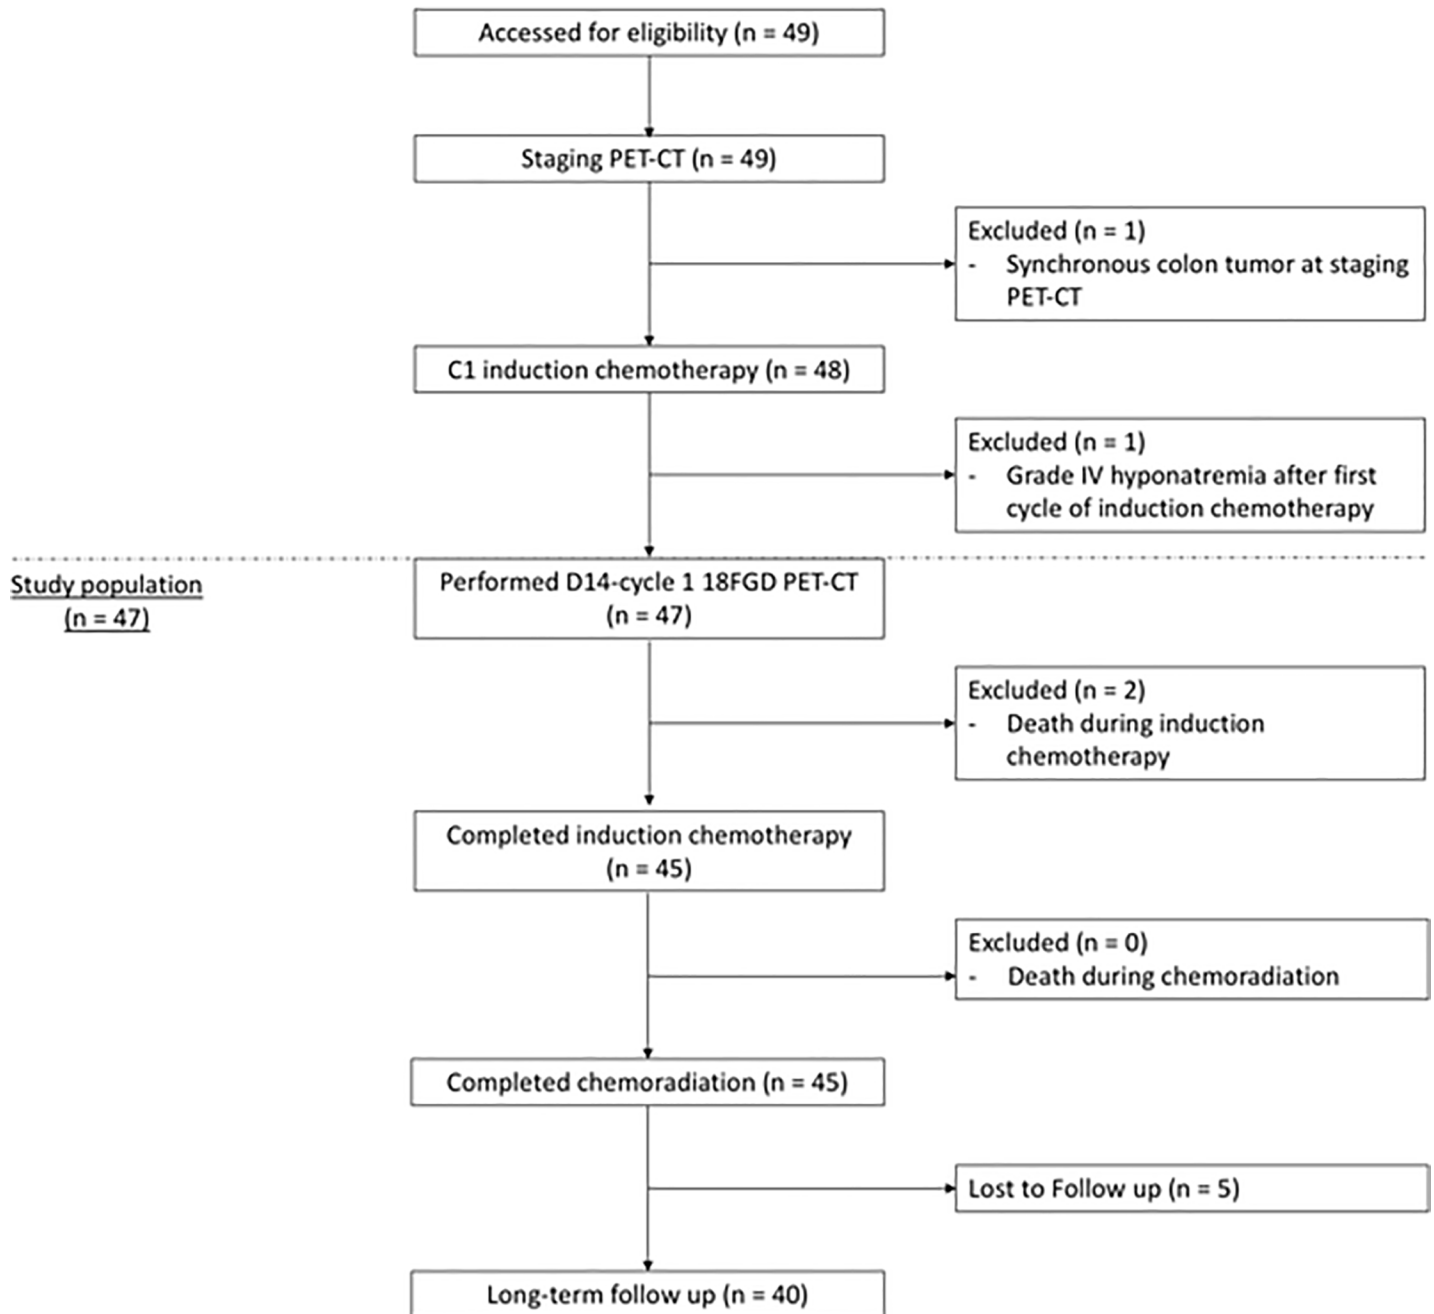 Accessed for eligibility (n = 49)
Staging PET-CT (n = 49)
Excluded (n = 1)
- Synchronous colon tumor at staging
PET-CT
C1 induction chemotherapy (n = 48)
Excluded (n = 1)
- Grade IV hyponatremia after first
cycle of induction chemotherapy
Study population
(n = 47)
Performed D14-cycle 1 18FGD PET-CT
(n = 47)
Excluded (n = 2)
- Death during induction
chemotherapy
Completed induction chemotherapy
(n = 45)
Excluded (n = 0)
- Death during chemoradiation
Completed chemoradiation (n = 45)
Lost to Follow up (n = 5)
Long-term follow up (n = 40)